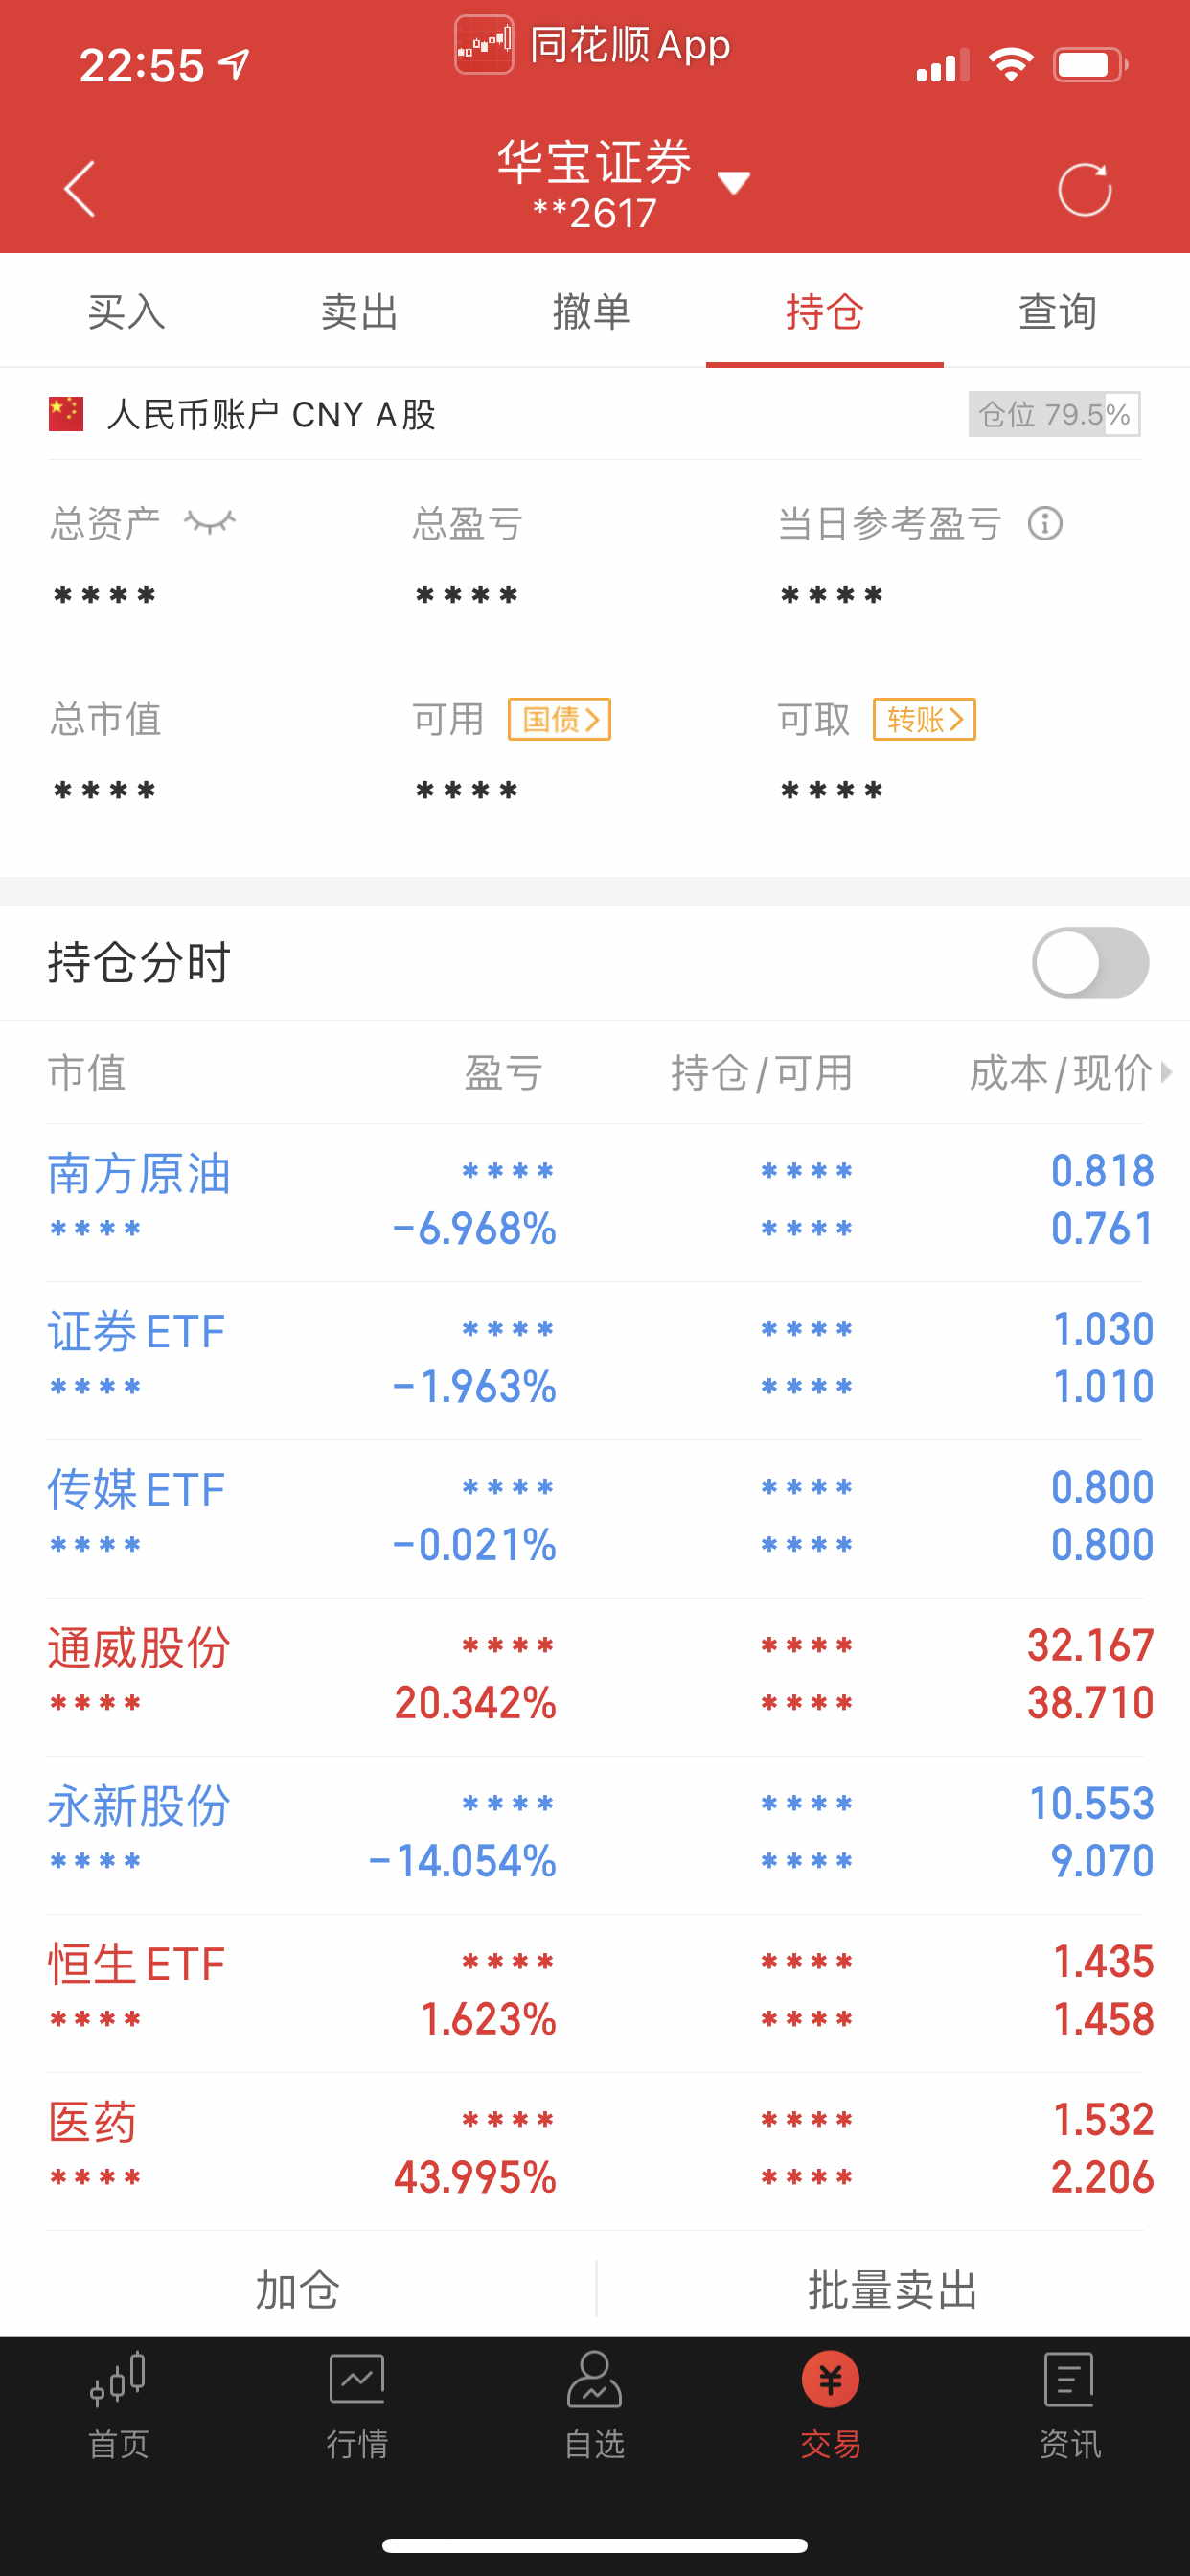 22:55
同花顺App
华宝证券
**2617
买入 卖出 撤单 持仓 查询
人民币账户 CNY A股 仓位 79.5%
总资产 总盈亏 当日参考盈亏
**** **** ****
总市值 可用 国债> 可取 转账>
**** **** ****
持仓分时
市值 盈亏 持仓/可用 成本/现价
南方原油 **** **** 0.818
**** -6.968% **** 0.761
证券ETF **** **** 1.030
**** -1.963% **** 1.010
传媒ETF **** **** 0.800
**** -0.021% **** 0.800
通威股份 **** **** 32.167
**** 20.342% **** 38.710
永新股份 **** **** 10.553
**** -14.054% **** 9.070
恒生ETF **** **** 1.435
**** 1.623% **** 1.458
医药 **** **** 1.532
**** 43.995% **** 2.206
加仓 批量卖出
首页 行情 自选 交易 资讯